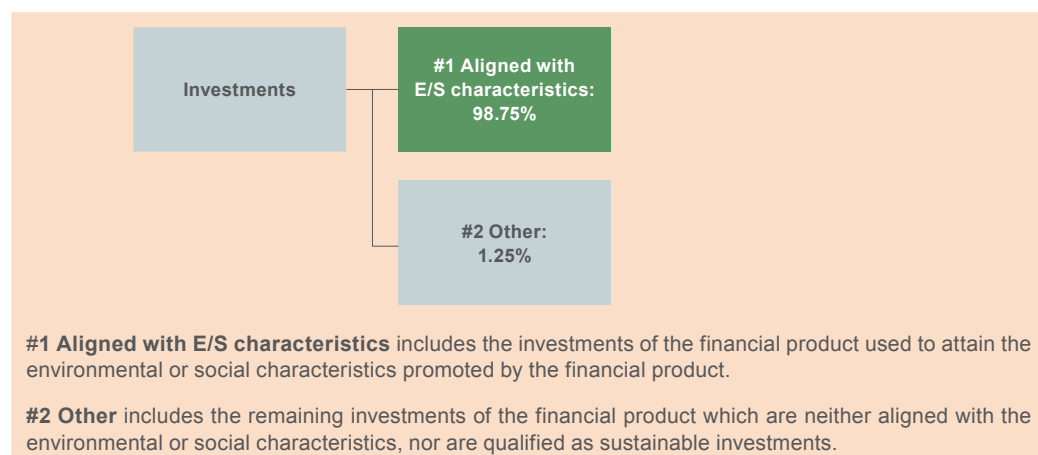 Investments
#1 Aligned with
E/S characteristics:
98.75%
#2 Other:
1.25%
#1 Aligned with E/S characteristics includes the investments of the financial product used to attain the
environmental or social characteristics promoted by the financial product.
#2 Other includes the remaining investments of the financial product which are neither aligned with the
environmental or social characteristics, nor are qualified as sustainable investments.